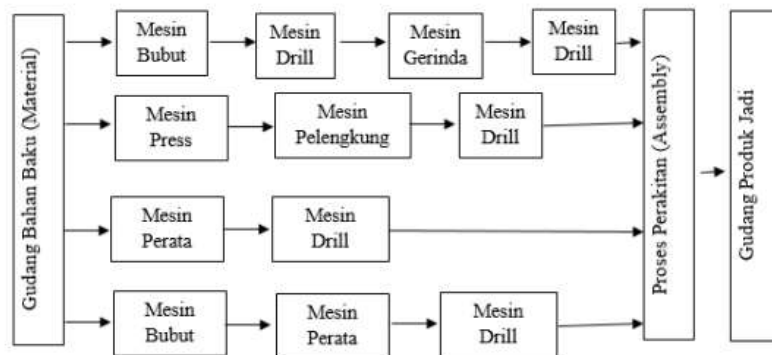 Gudang Bahan Baku (Material)
Mesin
Bubut
Mesin
Drill
Mesin
Gerinda
Mesin
Drill
Mesin
Press
Mesin
Pelengkung
Mesin
Drill
Mesin
Perata
Mesin
Drill
Mesin
Bubut
Mesin
Perata
Mesin
Drill
Proses Perakitan (Assembly)
Gudang Produk Jadi